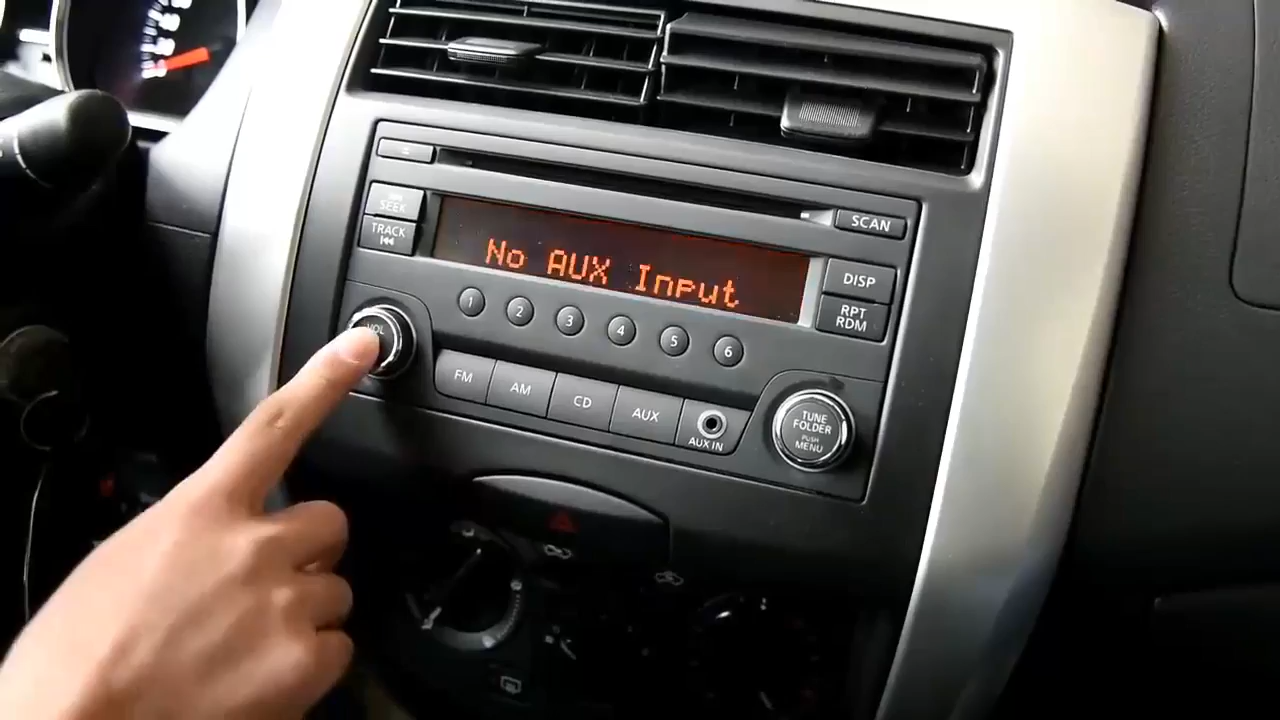 SCAN
SEEK
TRACK
No AUX Input
DISP
RPT
RDM
1 2 3 4 5 6
VOL
FM AM CD AUX
AUX IN
TUNE
FOLDER
PUSH
MENU